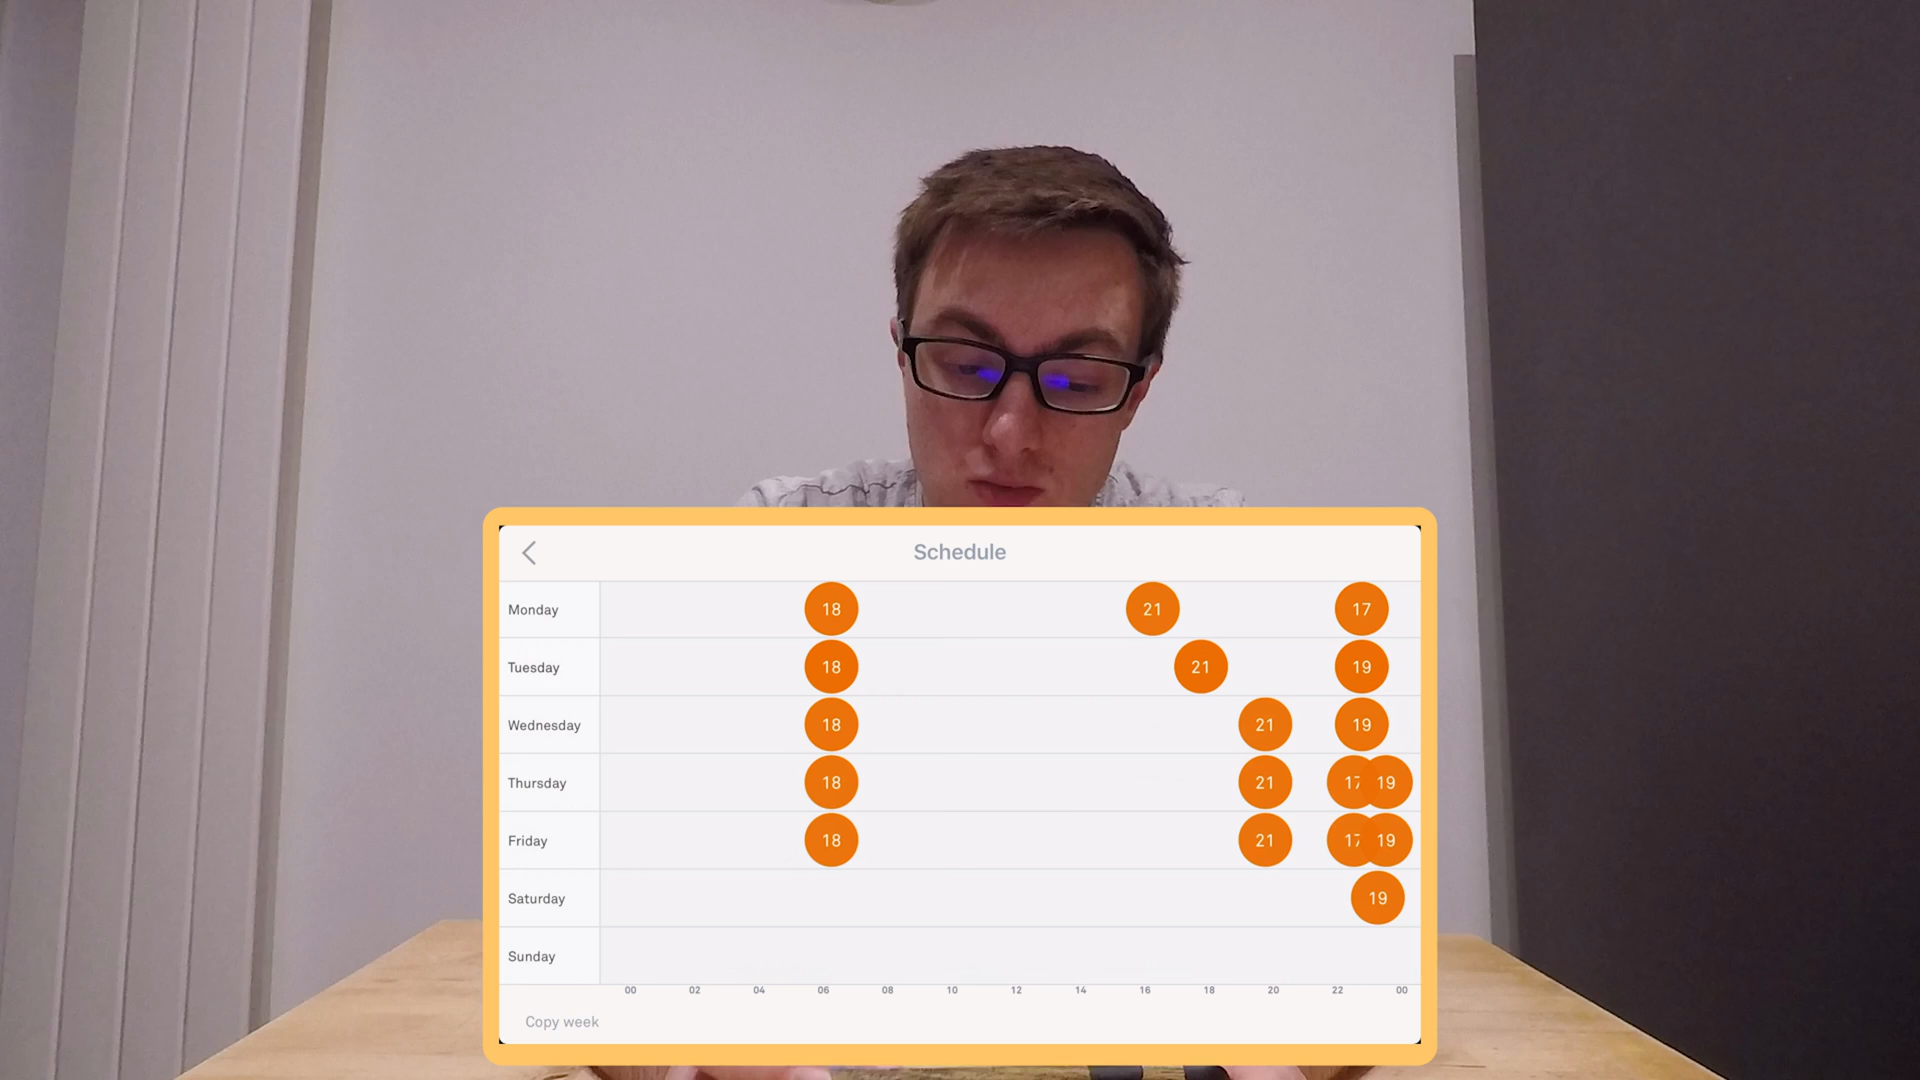 Schedule
Monday 18 21 17
Tuesday 18 21 19
Wednesday 18 21 19
Thursday 18 21 17 19
Friday 18 21 17 19
Saturday 19
Sunday
00 02 04 06 08 10 12 14 16 18 20 22 00
Copy week